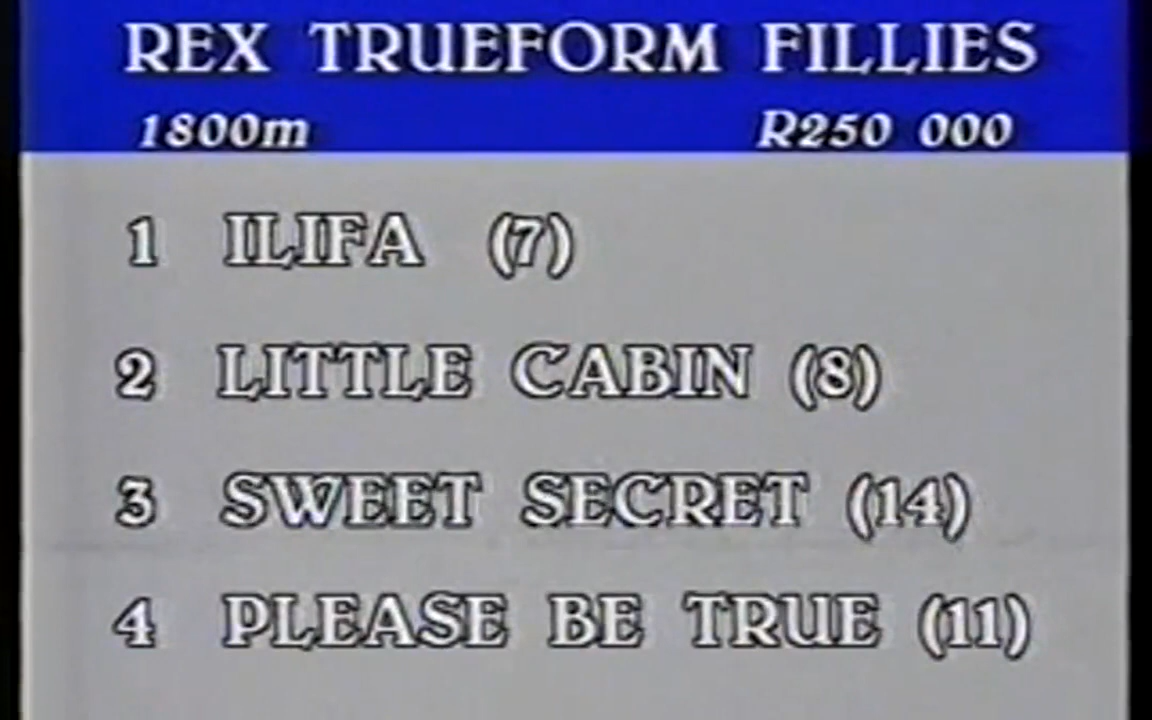 REX TRUEFORM FILLIES
1800m R250 000
1 ILIFA (7)
2 LITTLE CABIN (8)
3 SWEET SECRET (14)
4 PLEASE BE TRUE (11)